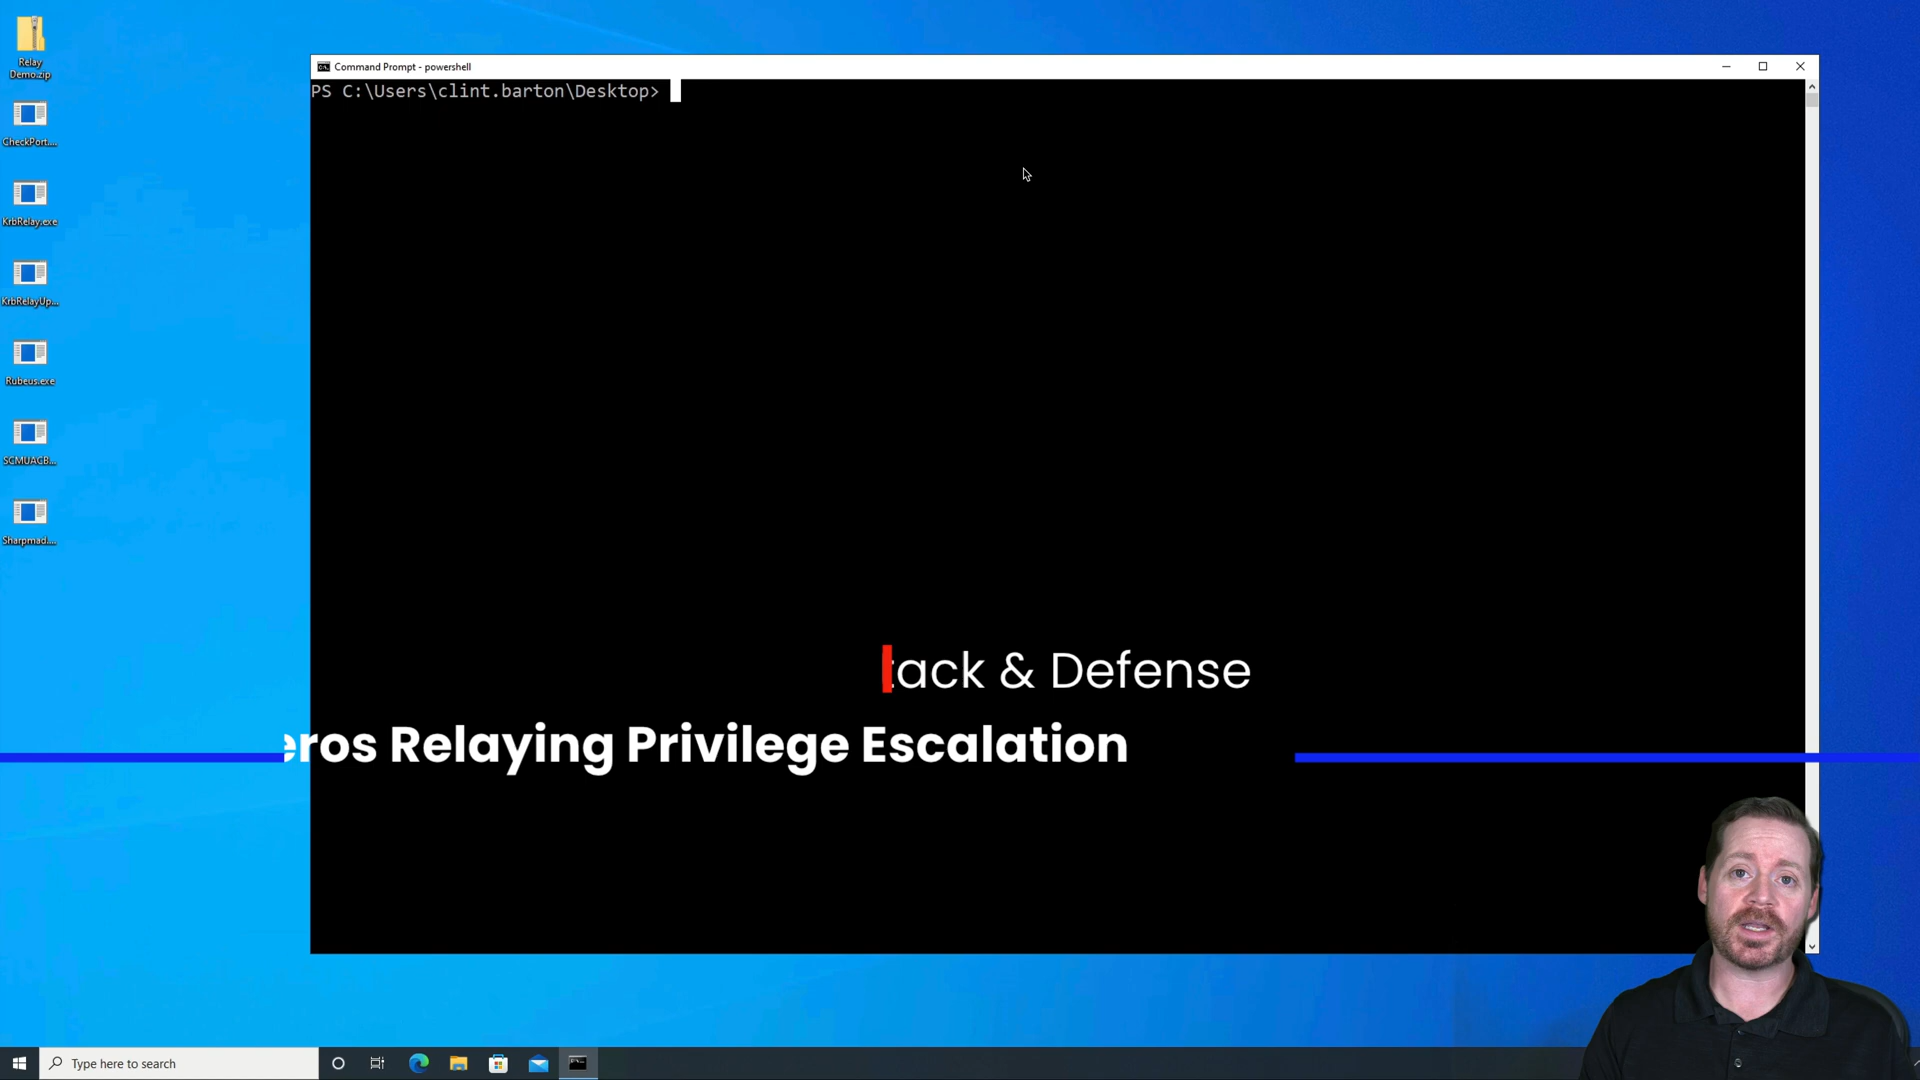 Relay
Demo.zip
CheckPort....
KrbRelay.exe
KrbRelayUp...
Rubeus.exe
SCMUACB...
Sharpmad....
Command Prompt - powershell
PS C:\Users\clint.barton\Desktop>
tack & Defense
eros Relaying Privilege Escalation
Type here to search